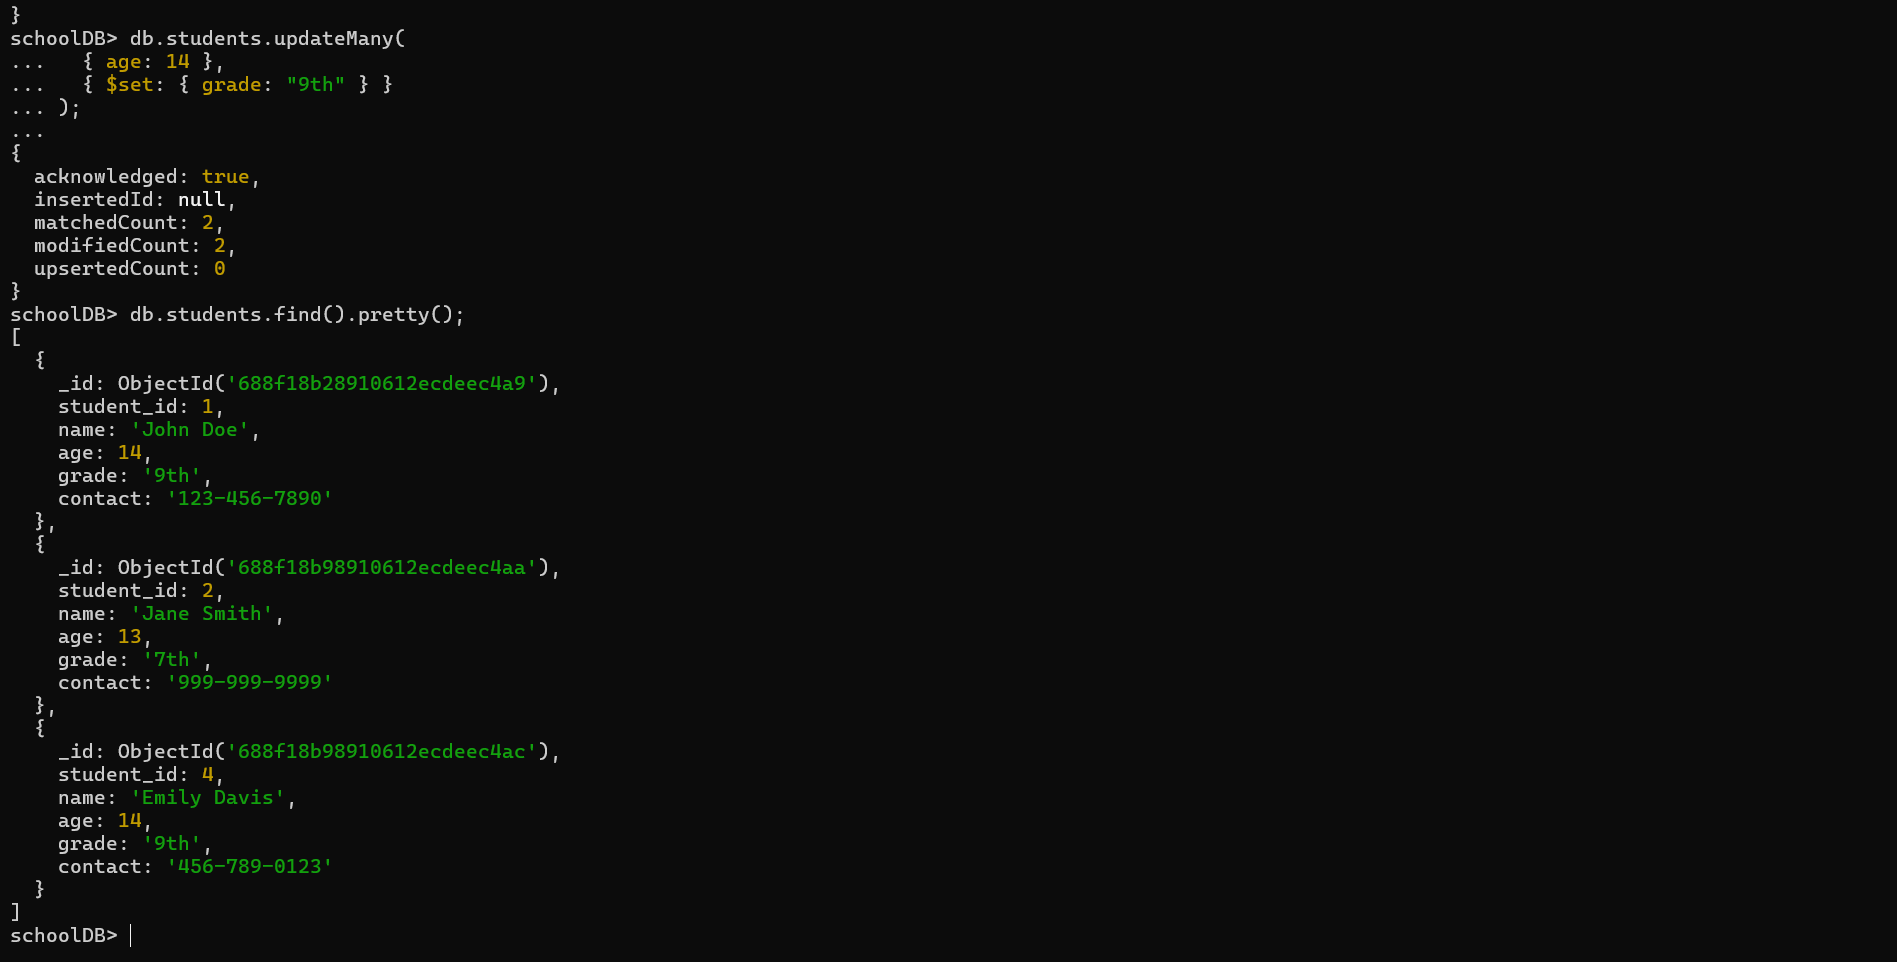 }
schoolDB> db.students.updateMany(
...   { age: 14 },
...   { $set: { grade: "9th" } }
... );
...
{
  acknowledged: true,
  insertedId: null,
  matchedCount: 2,
  modifiedCount: 2,
  upsertedCount: 0
}
schoolDB> db.students.find().pretty();
[
  {
    _id: ObjectId('688f18b28910612ecdeec4a9'),
    student_id: 1,
    name: 'John Doe',
    age: 14,
    grade: '9th',
    contact: '123-456-7890'
  },
  {
    _id: ObjectId('688f18b98910612ecdeec4aa'),
    student_id: 2,
    name: 'Jane Smith',
    age: 13,
    grade: '7th',
    contact: '999-999-9999'
  },
  {
    _id: ObjectId('688f18b98910612ecdeec4ac'),
    student_id: 4,
    name: 'Emily Davis',
    age: 14,
    grade: '9th',
    contact: '456-789-0123'
  }
]
schoolDB>